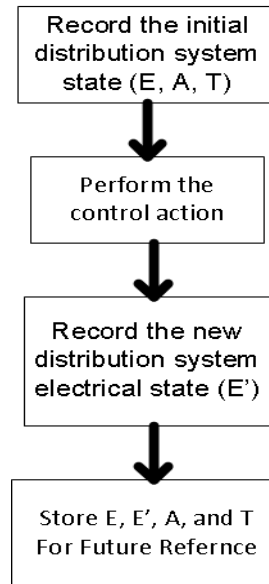 Record the initial
distribution system
state (E, A, T)
Perform the
control action
Record the new
distribution system
electrical state (E')
Store E, E', A, and T
For Future Refernce